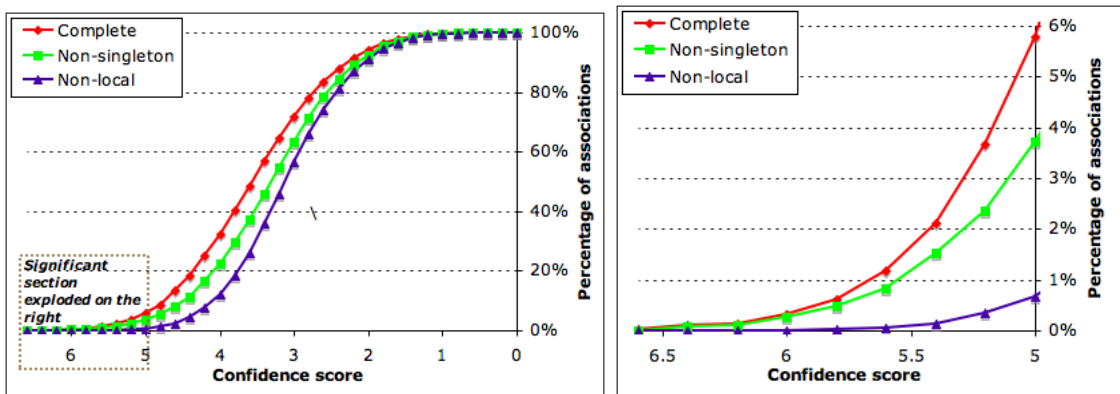 Complete
Non-singleton
Non-local
100%
80%
60%
40%
20%
0%
Percentage of associations
\
Significant
section
exploded on the
right
6 5 4 3 2 1 0
Confidence score
Complete
Non-singleton
Non-local
6%
5%
4%
3%
2%
1%
0%
Percentage of associations
6.5 6 5.5 5
Confidence score